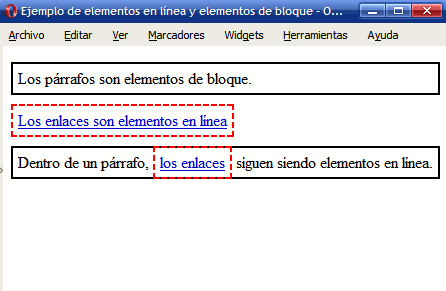 Ejemplo de elementos en línea y elementos de bloque - O...
Archivo Editar Ver Marcadores Widgets Herramientas Ayuda
Los párrafos son elementos de bloque.
Los enlaces son elementos en línea
Dentro de un párrafo, los enlaces siguen siendo elementos en línea.